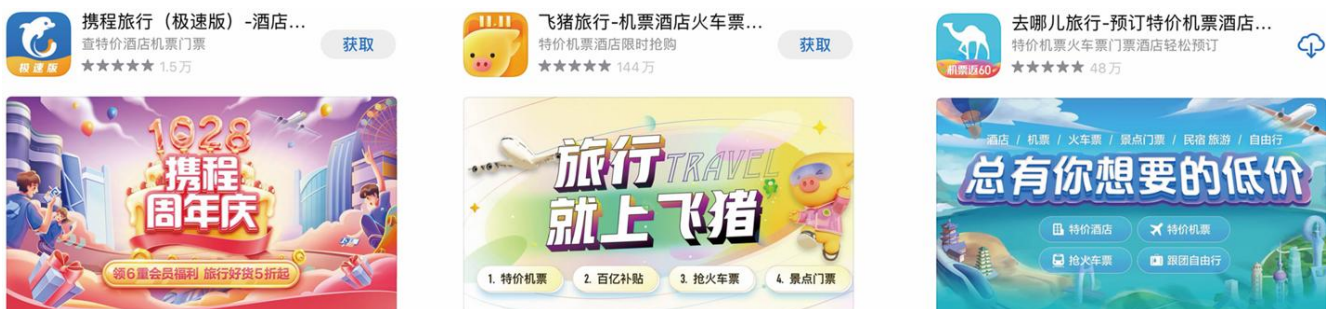 携程旅行（极速版）-酒店...
查特价酒店机票门票
1.5万
获取
极速版
1028
携程
周年庆
领6重会员福利 旅行好货5折起
飞猪旅行-机票酒店火车票...
特价机票酒店限时抢购
144万
获取
11.11
旅行TRAVEL
就上飞猪
1. 特价机票
2. 百亿补贴
3. 抢火车票
4. 景点门票
去哪儿旅行-预订特价机票酒店...
特价机票火车票门票酒店轻松预订
48万
机票返60
酒店 / 机票 / 火车票 / 景点门票 / 民宿 旅游 / 自由行
总有你想要的低价
特价酒店
特价机票
抢火车票
跟团自由行